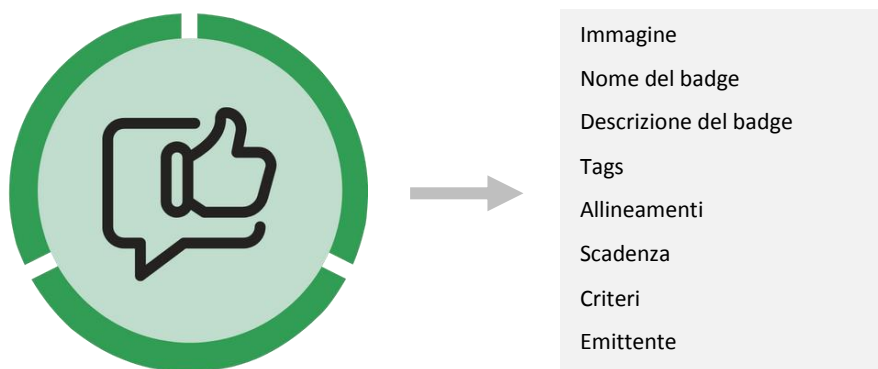 Immagine
Nome del badge
Descrizione del badge
Tags
Allineamenti
Scadenza
Criteri
Emittente